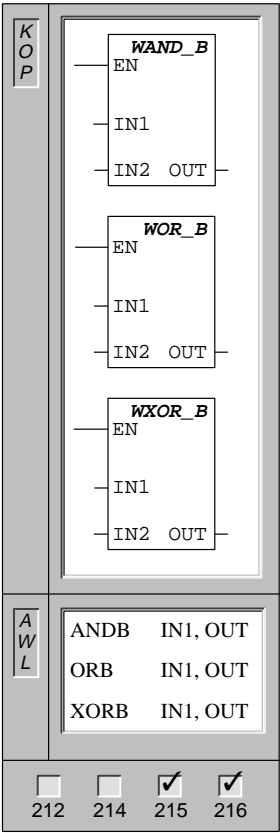 K
O
P
WAND_B
EN
IN1
IN2 OUT
WOR_B
EN
IN1
IN2 OUT
WXOR_B
EN
IN1
IN2 OUT
A
W
L
ANDB IN1, OUT
ORB IN1, OUT
XORB IN1, OUT
212 214 215 216